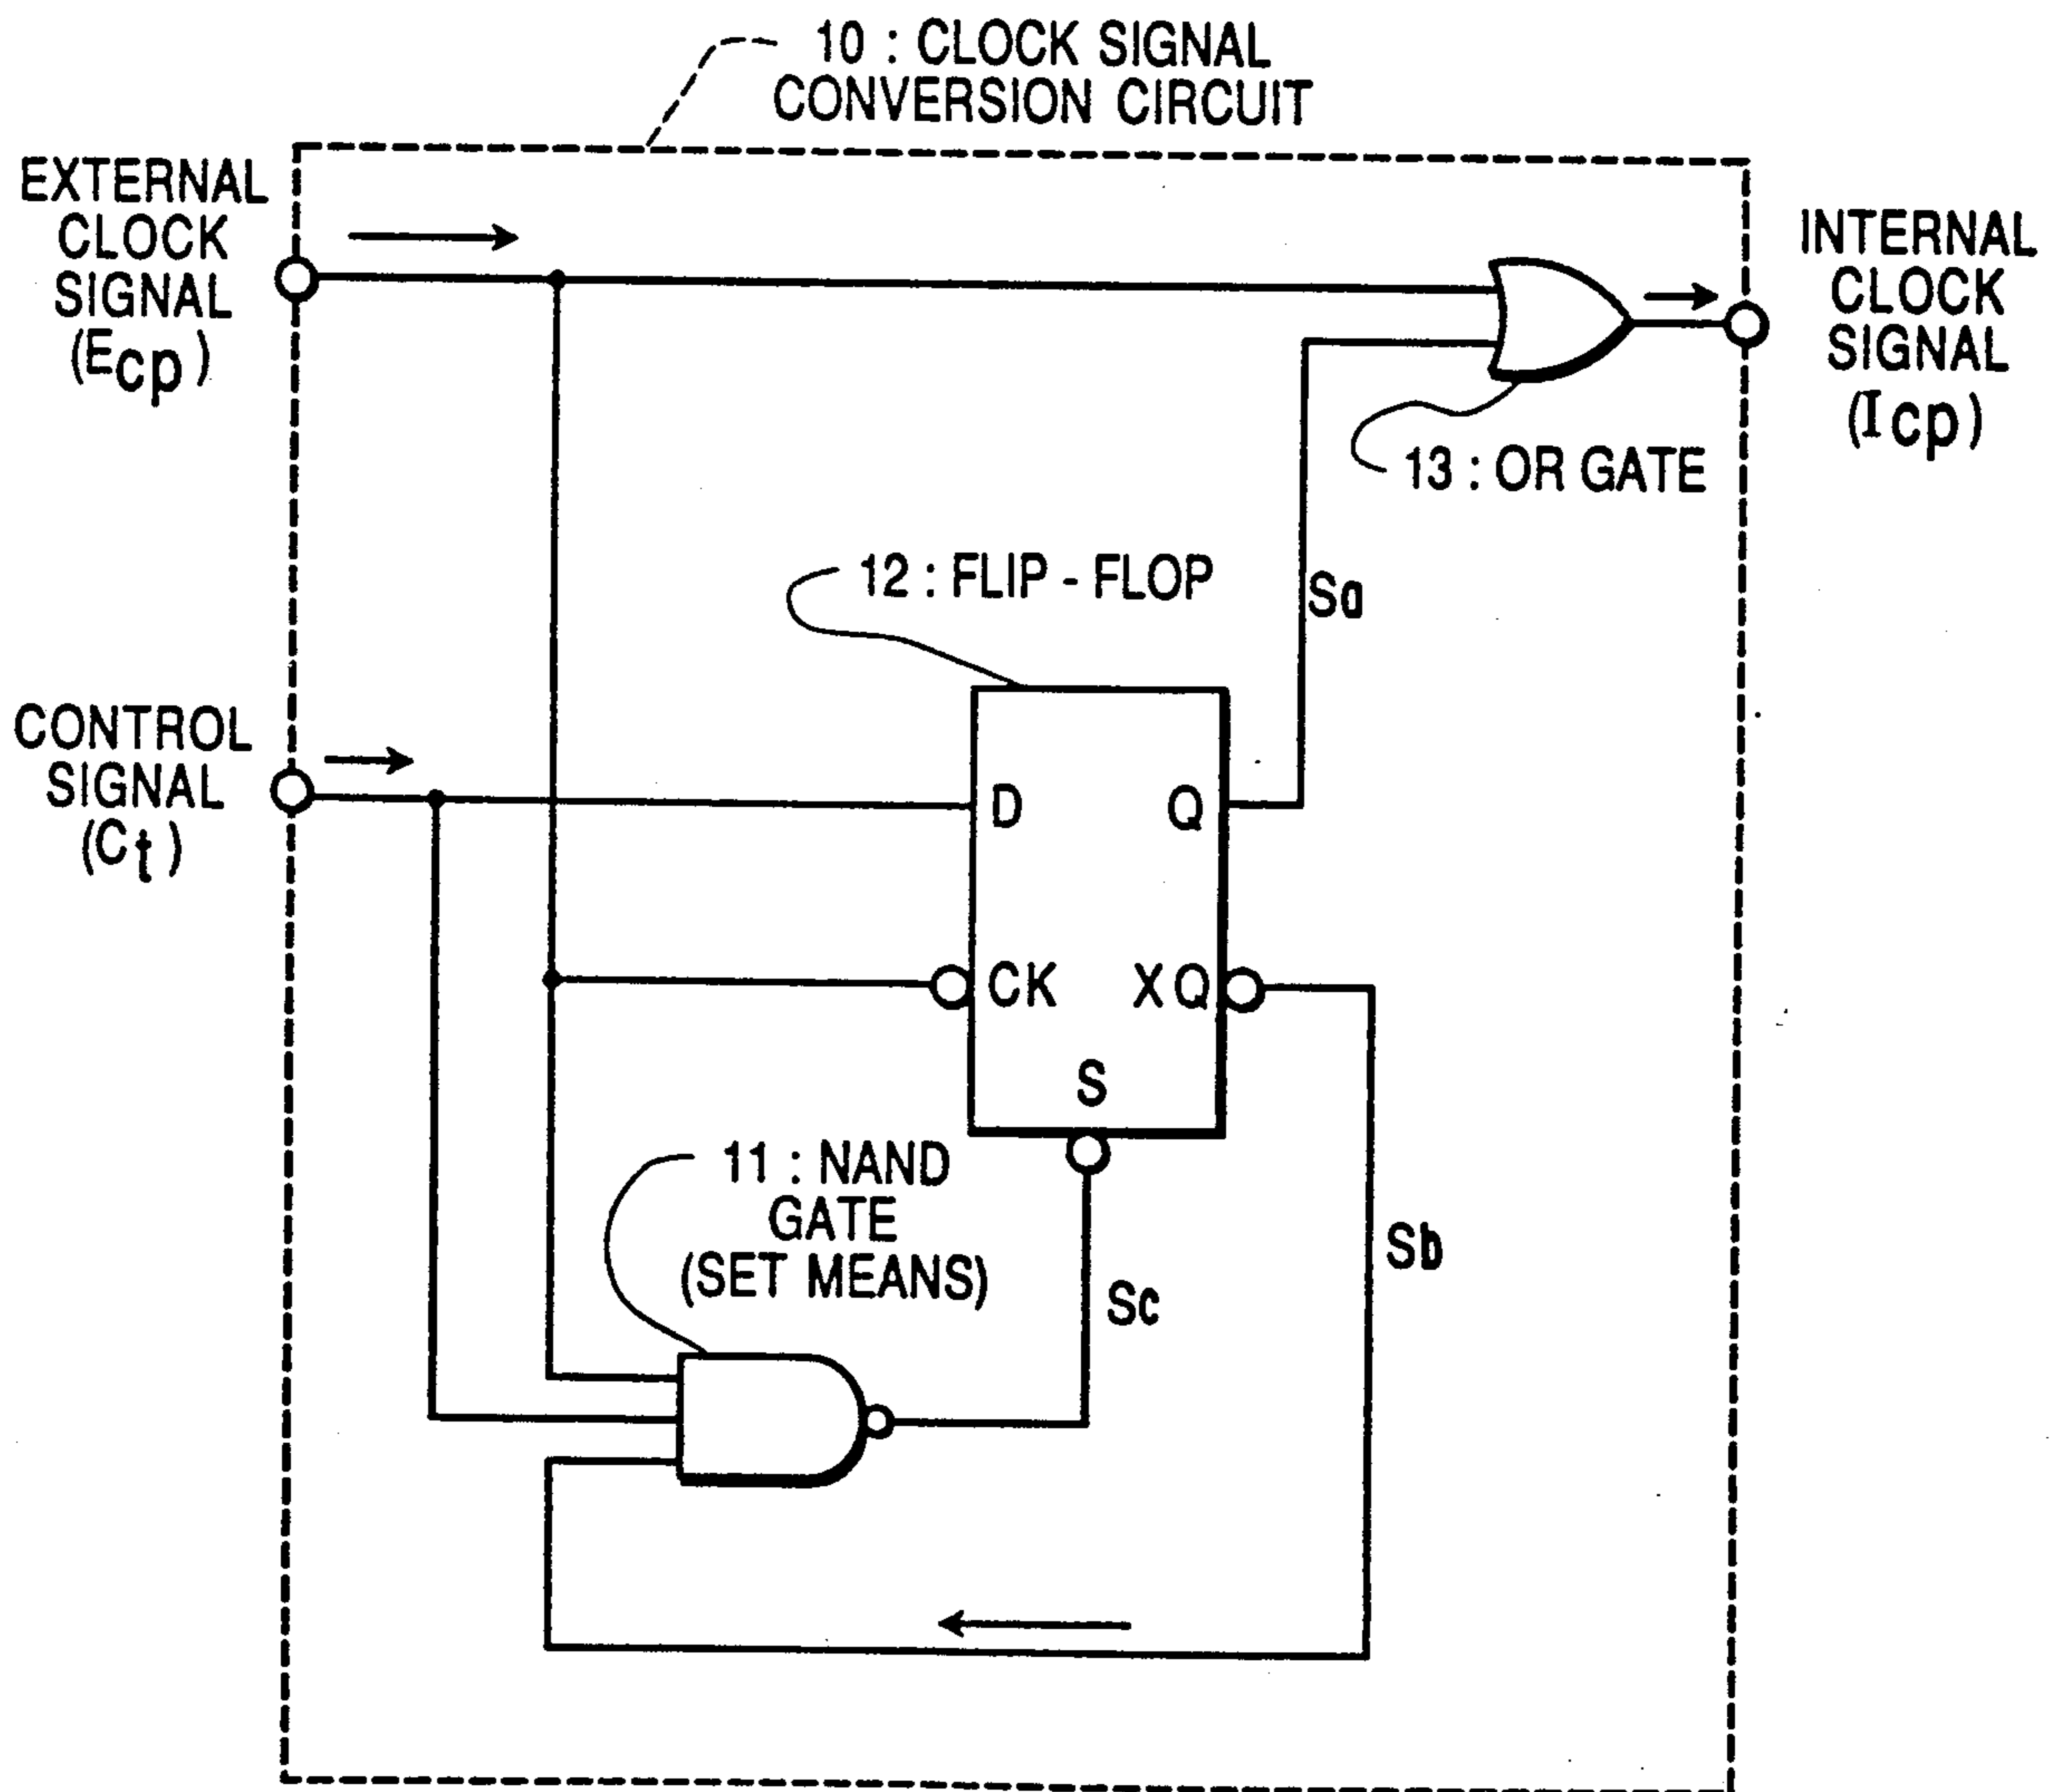 10 : CLOCK SIGNAL
CONVERSION CIRCUIT
EXTERNAL
CLOCK
SIGNAL
(Ecp)
INTERNAL
CLOCK
SIGNAL
(Icp)
13 : OR GATE
12 : FLIP - FLOP
Sa
CONTROL
SIGNAL
(Ct)
D
Q
CK
XQ
S
11 : NAND
GATE
(SET MEANS)
Sc
Sb